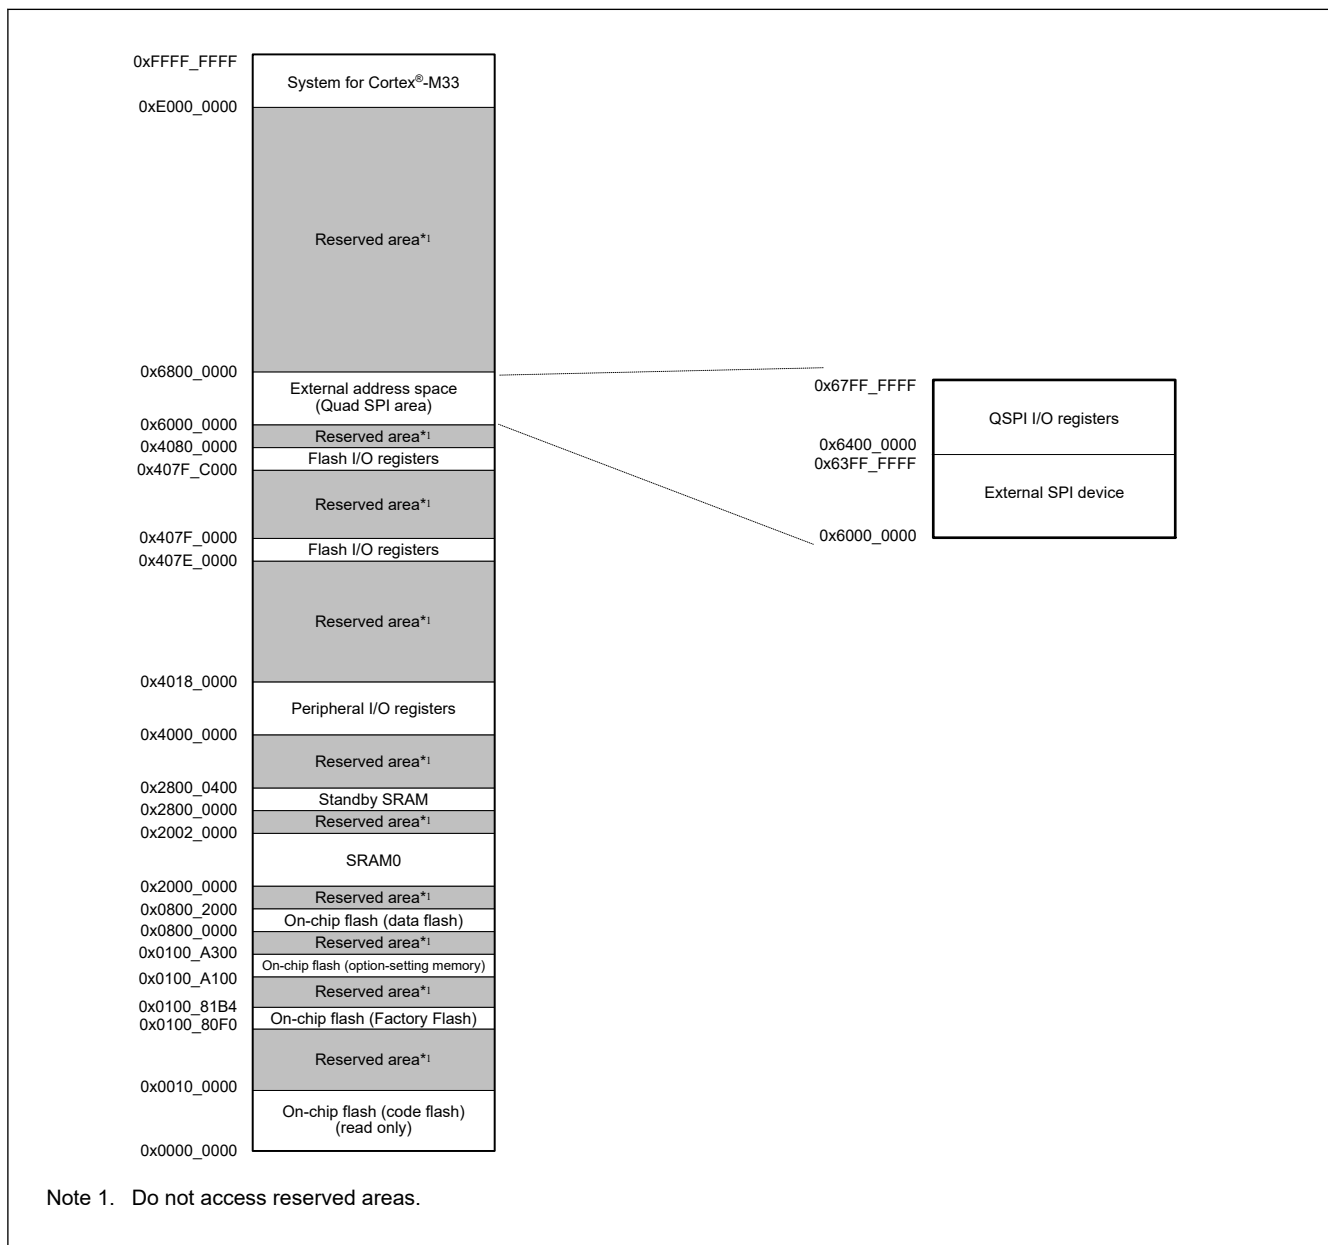 0xFFFF_FFFF
System for Cortex®-M33
0xE000_0000
Reserved area*1
0x6800_0000
External address space
(Quad SPI area)
0x6000_0000
Reserved area*1
0x4080_0000
Flash I/O registers
0x407F_C000
Reserved area*1
0x407F_0000
Flash I/O registers
0x407E_0000
Reserved area*1
0x4018_0000
Peripheral I/O registers
0x4000_0000
Reserved area*1
0x2800_0400
Standby SRAM
0x2800_0000
Reserved area*1
0x2002_0000
SRAM0
0x2000_0000
Reserved area*1
0x0800_2000
On-chip flash (data flash)
0x0800_0000
Reserved area*1
0x0100_A300
On-chip flash (option-setting memory)
0x0100_A100
Reserved area*1
0x0100_81B4
On-chip flash (Factory Flash)
0x0100_80F0
Reserved area*1
0x0010_0000
On-chip flash (code flash)
(read only)
0x0000_0000
0x67FF_FFFF
QSPI I/O registers
0x6400_0000
0x63FF_FFFF
External SPI device
0x6000_0000
Note 1. Do not access reserved areas.